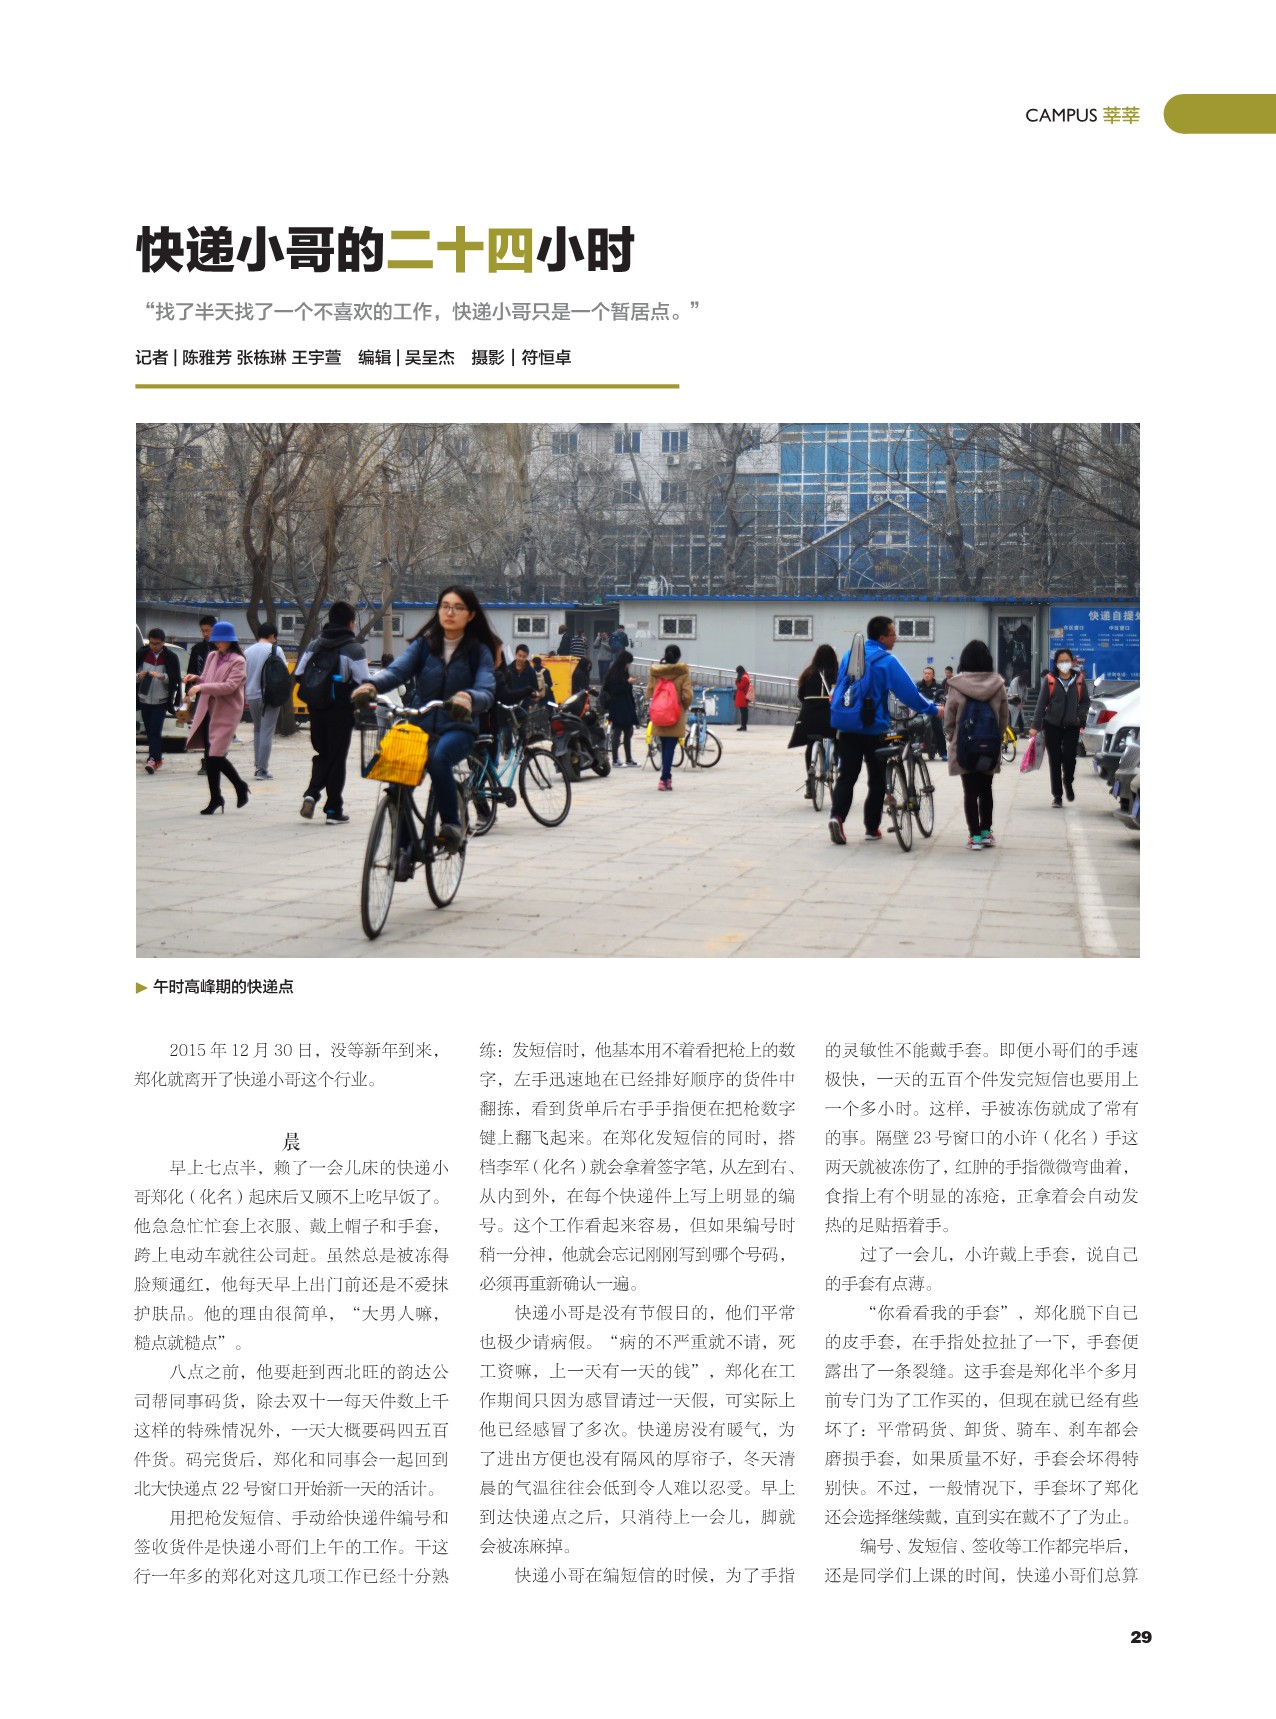 CAMPUS 莘莘
快递小哥的二十四小时
“找了半天找了一个不喜欢的工作，快递小哥只是一个暂居点。”
记者 | 陈雅芳 张栋琳 王宇萱　编辑 | 吴呈杰　摄影 | 符恒卓
快递自提
▶ 午时高峰期的快递点
2015 年 12 月 30 日，没等新年到来，
郑化就离开了快递小哥这个行业。
晨
早上七点半，赖了一会儿床的快递小
哥郑化（化名）起床后又顾不上吃早饭了。
他急急忙忙套上衣服、戴上帽子和手套，
跨上电动车就往公司赶。虽然总是被冻得
脸颊通红，他每天早上出门前还是不爱抹
护肤品。他的理由很简单，“大男人嘛，
糙点就糙点”。
八点之前，他要赶到西北旺的韵达公
司帮同事码货，除去双十一每天件数上千
这样的特殊情况外，一天大概要码四五百
件货。码完货后，郑化和同事会一起回到
北大快递点 22 号窗口开始新一天的活计。
用把枪发短信、手动给快递件编号和
签收货件是快递小哥们上午的工作。干这
行一年多的郑化对这几项工作已经十分熟
练：发短信时，他基本用不着看把枪上的数
字，左手迅速地在已经排好顺序的货件中
翻拣，看到货单后右手手指便在把枪数字
键上翻飞起来。在郑化发短信的同时，搭
档李军（化名）就会拿着签字笔，从左到右、
从内到外，在每个快递件上写上明显的编
号。这个工作看起来容易，但如果编号时
稍一分神，他就会忘记刚刚写到哪个号码，
必须再重新确认一遍。
快递小哥是没有节假日的，他们平常
也极少请病假。“病的不严重就不请，死
工资嘛，上一天有一天的钱”，郑化在工
作期间只因为感冒请过一天假，可实际上
他已经感冒了多次。快递房没有暖气，为
了进出方便也没有隔风的厚帘子，冬天清
晨的气温往往会低到令人难以忍受。早上
到达快递点之后，只消待上一会儿，脚就
会被冻麻掉。
快递小哥在编短信的时候，为了手指
的灵敏性不能戴手套。即便小哥们的手速
极快，一天的五百个件发完短信也要用上
一个多小时。这样，手被冻伤就成了常有
的事。隔壁 23 号窗口的小许（化名）手这
两天就被冻伤了，红肿的手指微微弯曲着，
食指上有个明显的冻疮，正拿着会自动发
热的足贴捂着手。
过了一会儿，小许戴上手套，说自己
的手套有点薄。
“你看看我的手套”，郑化脱下自己
的皮手套，在手指处拉扯了一下，手套便
露出了一条裂缝。这手套是郑化半个多月
前专门为了工作买的，但现在就已经有些
坏了：平常码货、卸货、骑车、刹车都会
磨损手套，如果质量不好，手套会坏得特
别快。不过，一般情况下，手套坏了郑化
还会选择继续戴，直到实在戴不了了为止。
编号、发短信、签收等工作都完毕后，
还是同学们上课的时间，快递小哥们总算
29